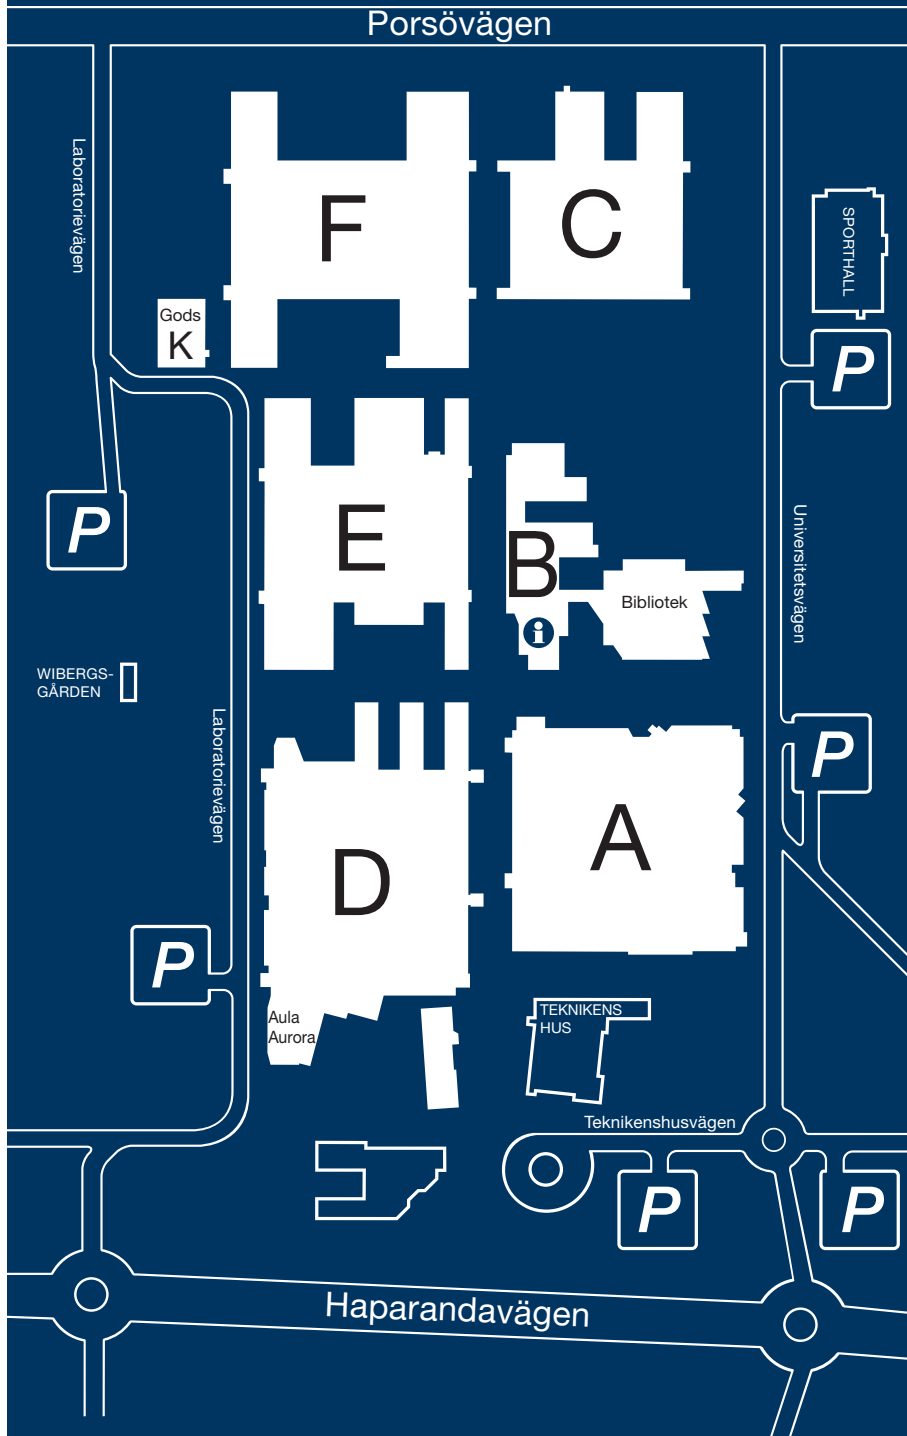 Porsövägen
Laboratorievägen
F
C
SPORTHALL
Gods
K
P
E
P
Universitetsvägen
B
Bibliotek
i
WIBERGS-
GÅRDEN
Laboratorievägen
P
A
D
P
Aula
Aurora
TEKNIKENS
HUS
Teknikenshusvägen
P
P
Haparandavägen